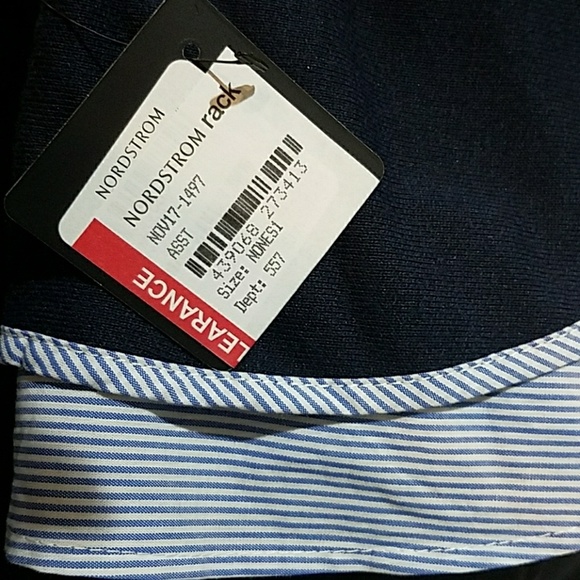 NORDSTROM
NORDSTROM rack
NOV17-1497
ASST
439068 273413
Size: NONESI
Dept: 557
LEARANCE